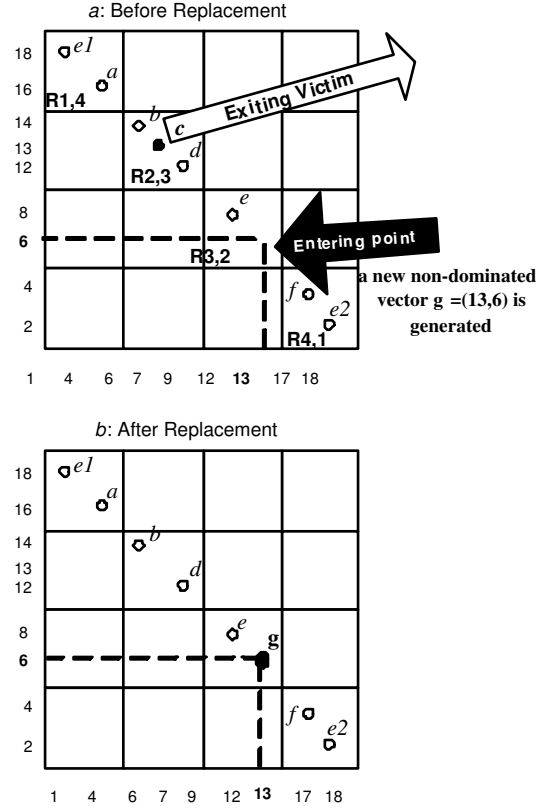 a: Before Replacement
18
e1
a
16
R1,4
Exiting Victim
14
b
c
13
d
12
R2,3
8
e
6
Entering point
R3,2
a new non-dominated
vector g =(13,6) is
generated
4
f
e2
2
R4,1
1 4 6 7 9 12 13 17 18
b: After Replacement
18
e1
a
16
14
b
13
d
12
8
e
g
6
4
f
e2
2
1 4 6 7 9 12 13 17 18